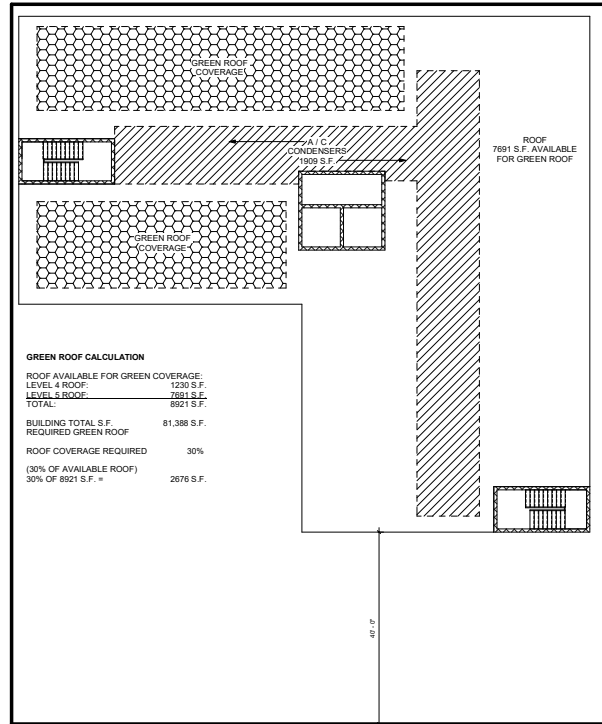 GREEN ROOF
COVERAGE
A / C
CONDENSERS
1909 S.F.
ROOF
7691 S.F. AVAILABLE
FOR GREEN ROOF
GREEN ROOF
COVERAGE
GREEN ROOF CALCULATION
ROOF AVAILABLE FOR GREEN COVERAGE:
LEVEL 4 ROOF: 1230 S.F.
LEVEL 5 ROOF: 7691 S.F.
TOTAL: 8921 S.F.
BUILDING TOTAL S.F. 81,388 S.F.
REQUIRED GREEN ROOF
ROOF COVERAGE REQUIRED 30%
(30% OF AVAILABLE ROOF)
30% OF 8921 S.F. = 2676 S.F.
40' - 0"